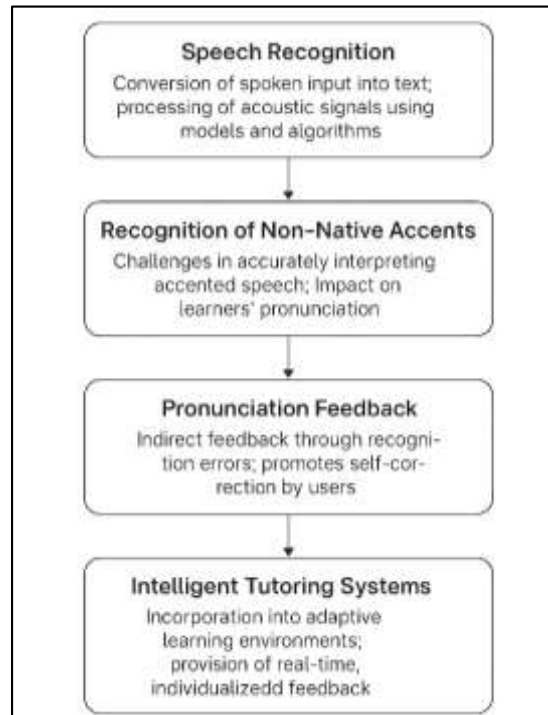 Speech Recognition
Conversion of spoken input into text;
processing of acoustic signals using
models and algorithms
Recognition of Non-Native Accents
Challenges in accurately interpreting
accented speech; Impact on
learners' pronunciation
Pronunciation Feedback
Indirect feedback through recogni-
tion errors; promotes self-cor-
rection by users
Intelligent Tutoring Systems
Incorporation into adaptive
learning environments;
provision of real-time,
individualizedd feedback